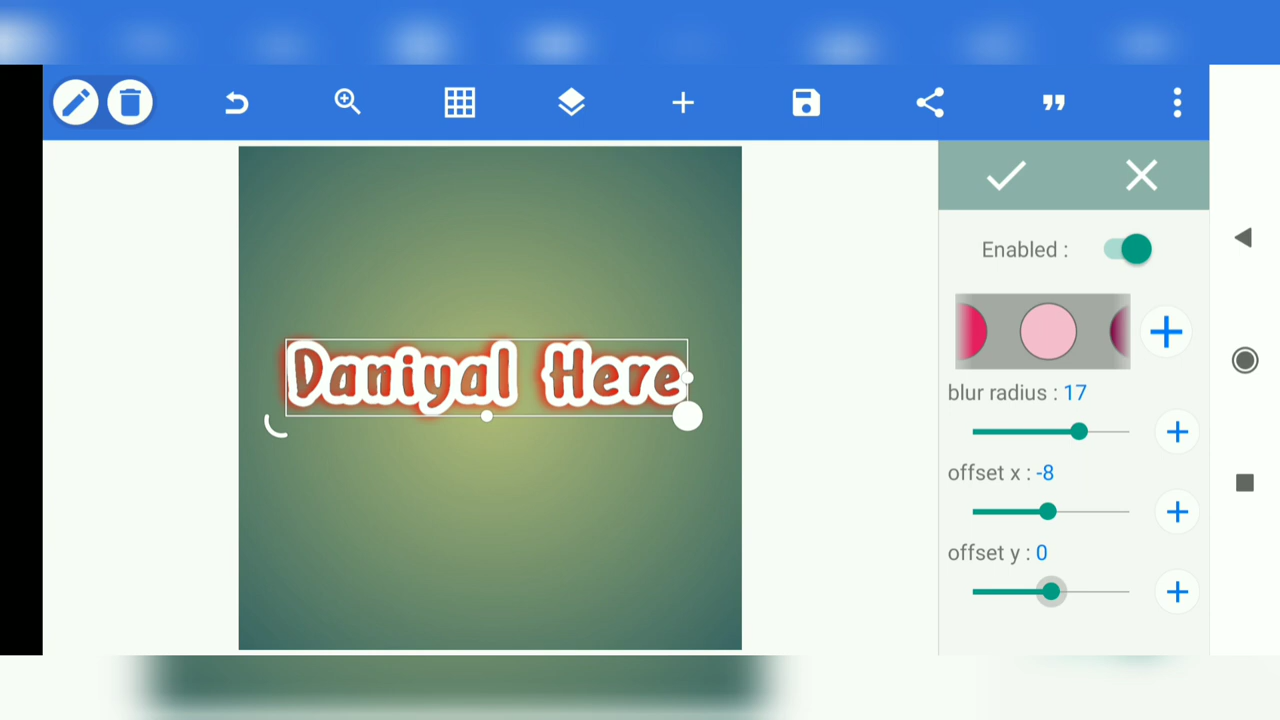 Enabled :
Daniyal Here
blur radius : 17
offset x : -8
offset y : 0